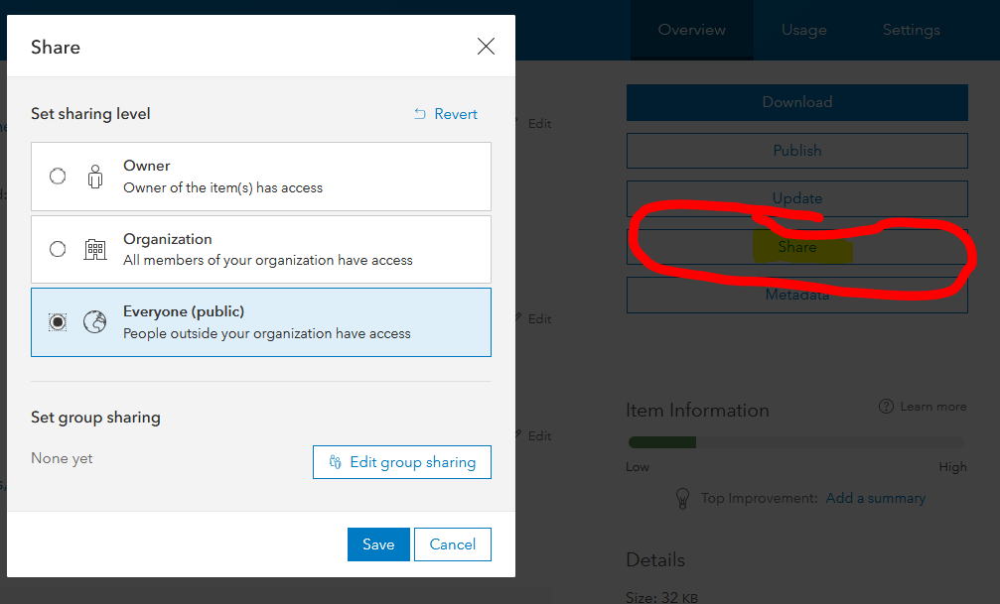 Share
Set sharing level
Revert
Owner
Owner of the item(s) has access
Organization
All members of your organization have access
Everyone (public)
People outside your organization have access
Set group sharing
None yet
Edit group sharing
Save
Cancel
Overview
Usage
Settings
Edit
Edit
Edit
Download
Publish
Update
Share
Metadata
Item Information
Learn more
Low
High
Top Improvement: Add a summary
Details
Size: 32 KB